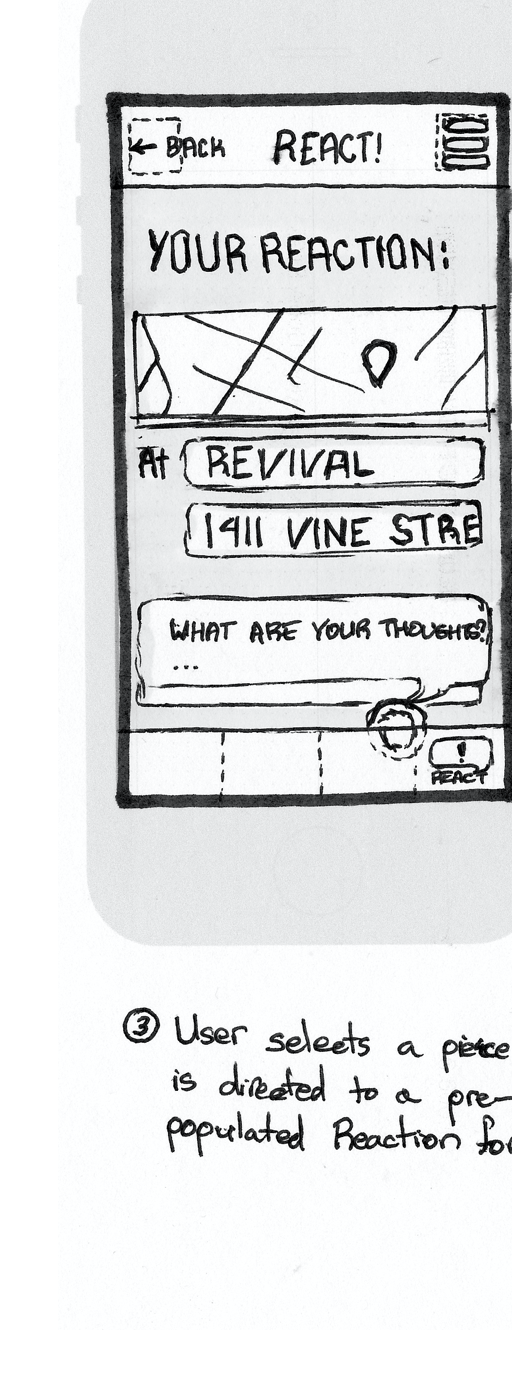 ← BACK REACT!
YOUR REACTION:
At REVIVAL
1411 VINE STRE
WHAT ARE YOUR THOUGHTS?
...
!
REACT
3 User selects a piece
is directed to a pre-
populated Reaction for